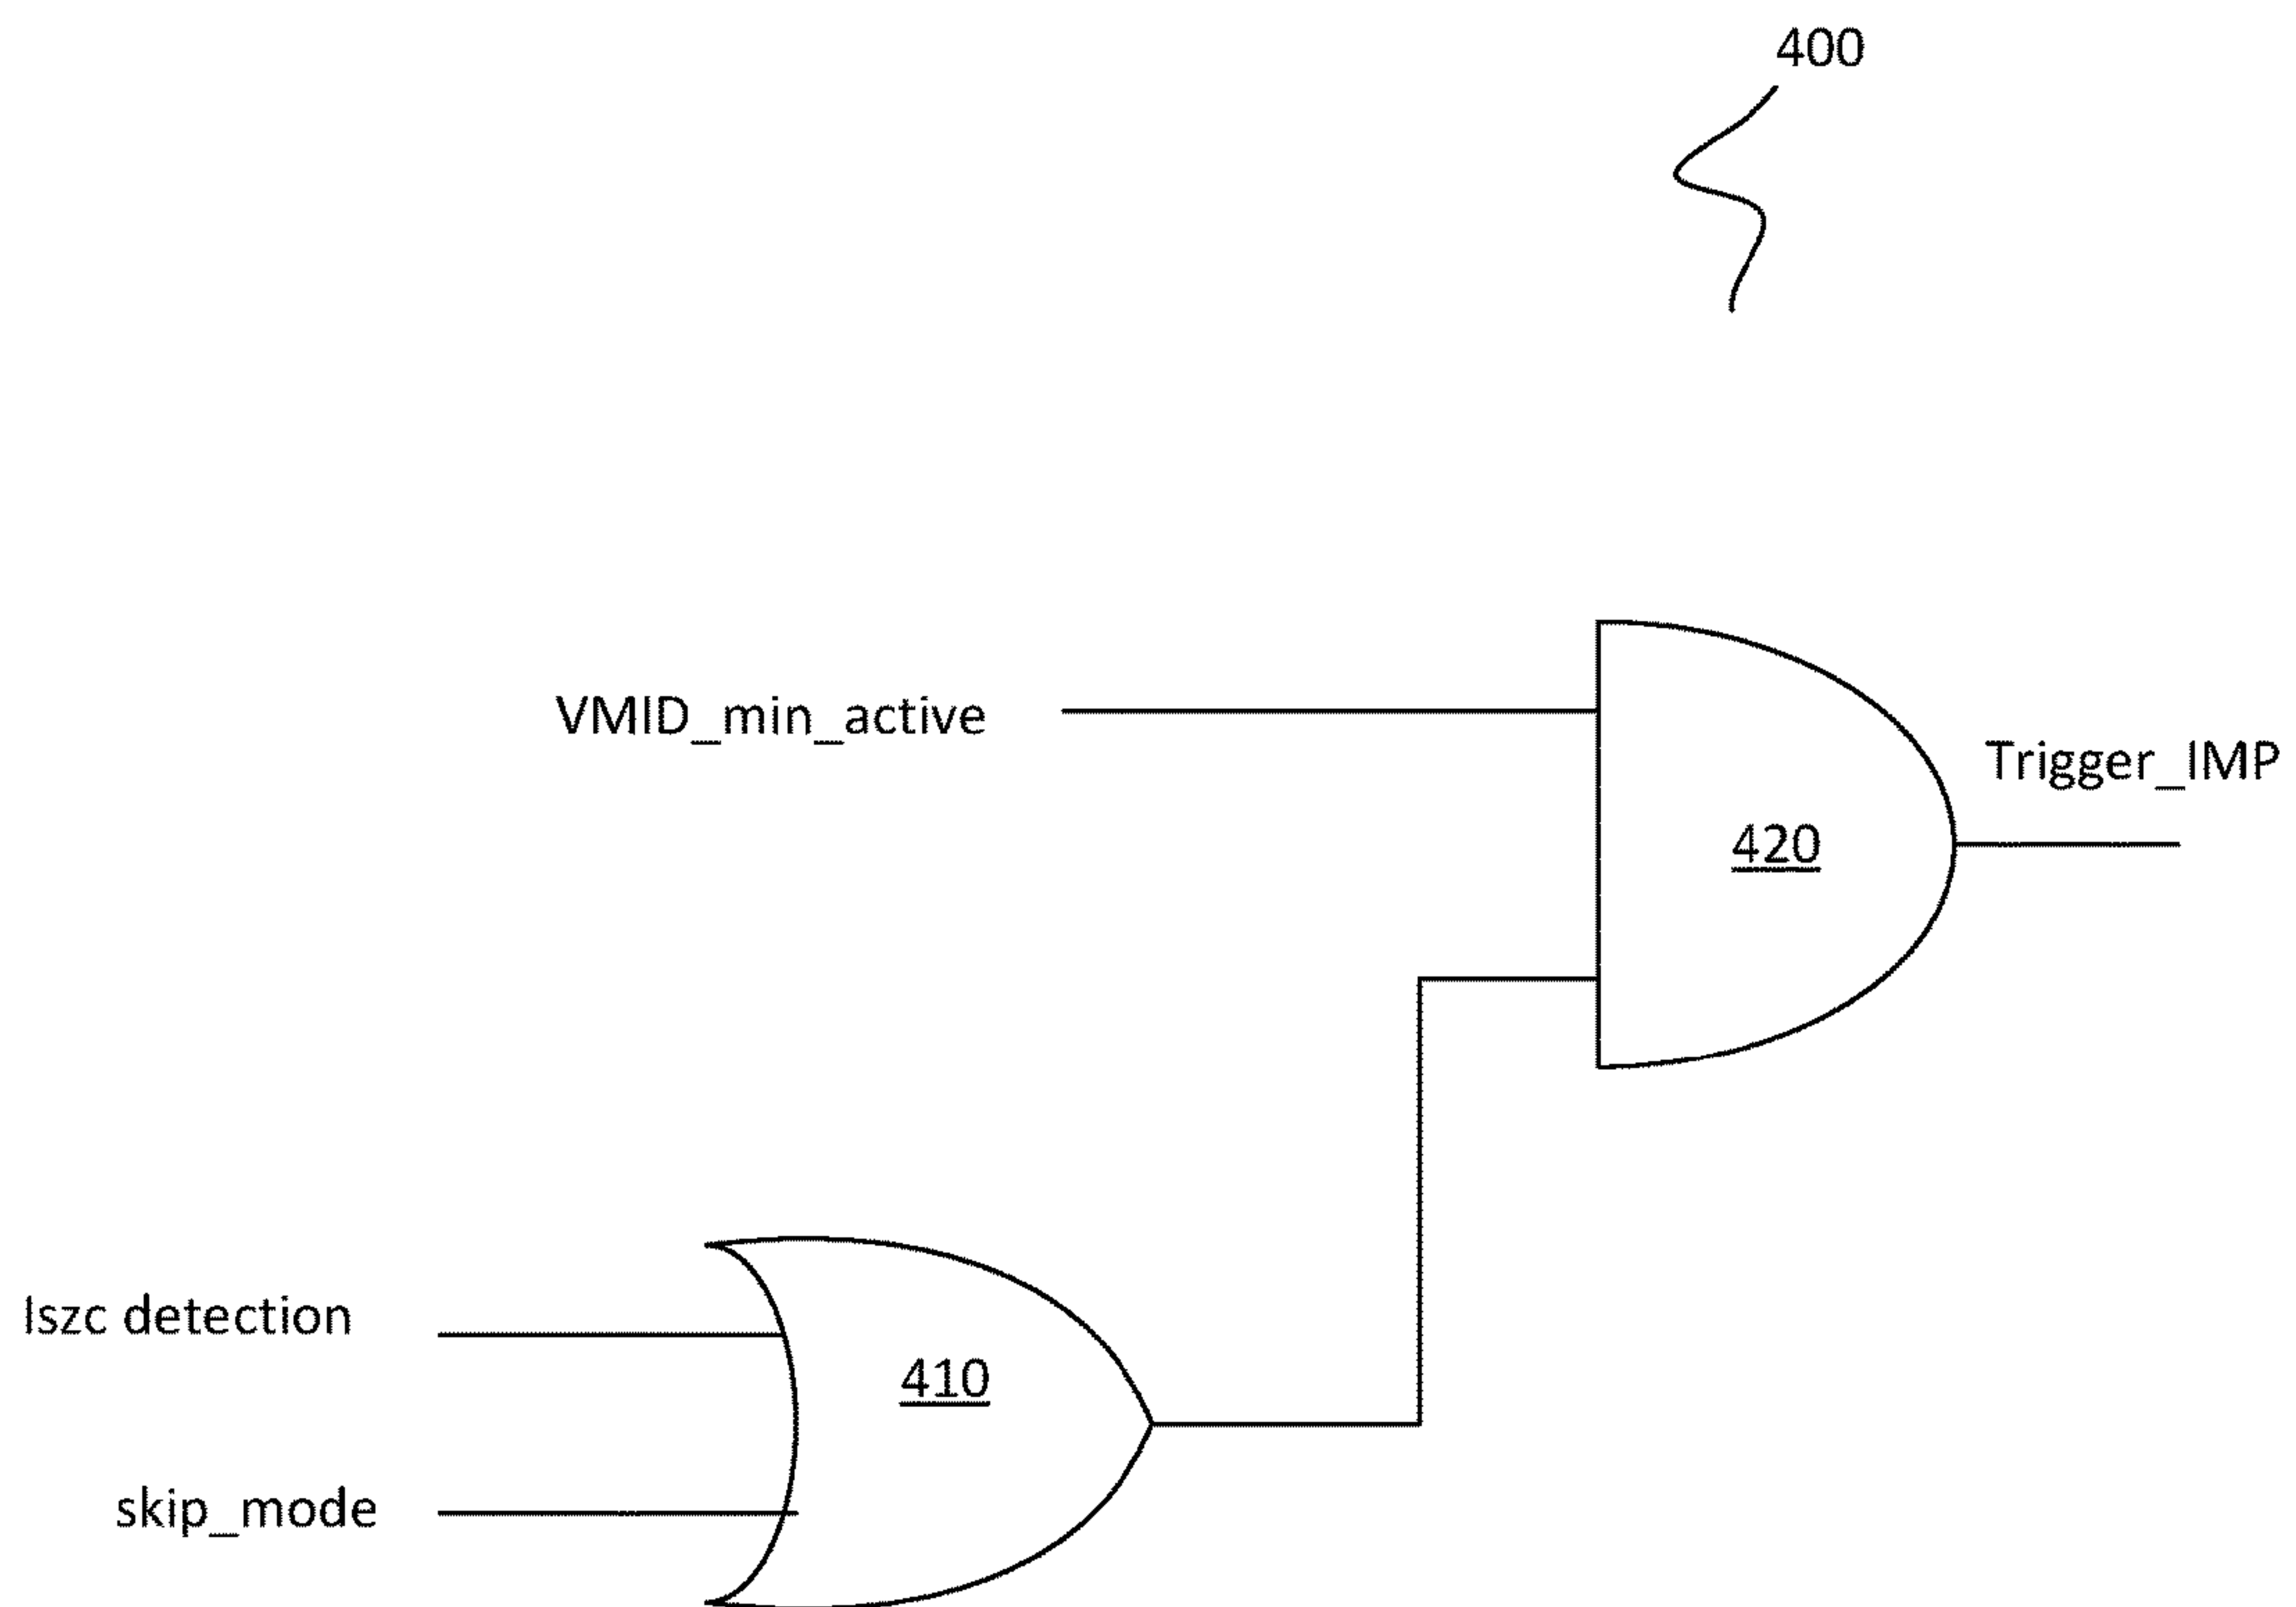 400
VMID_min_active
Trigger_IMP
420
Iszc detection
410
skip_mode